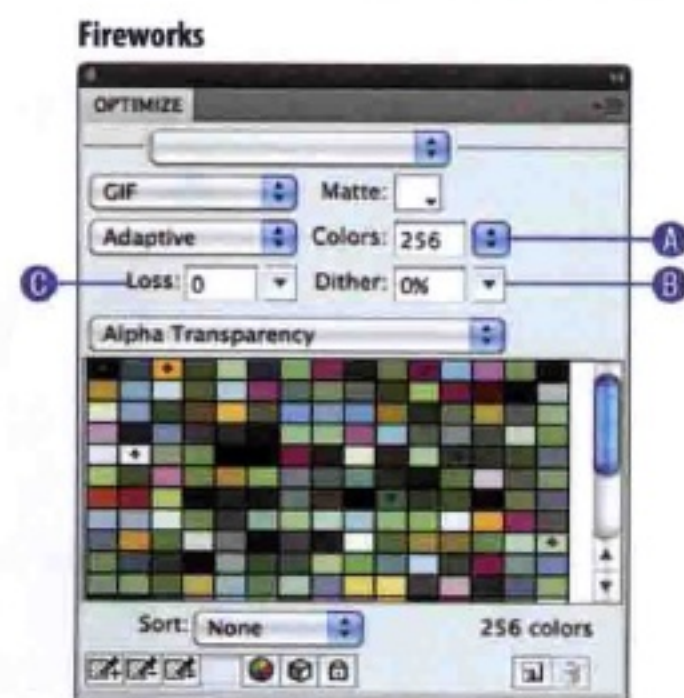 Fireworks
OPTIMIZE
GIF Matte:
Adaptive Colors: 256 A
C Loss: 0 Dither: 0% B
Alpha Transparency
Sort: None 256 colors